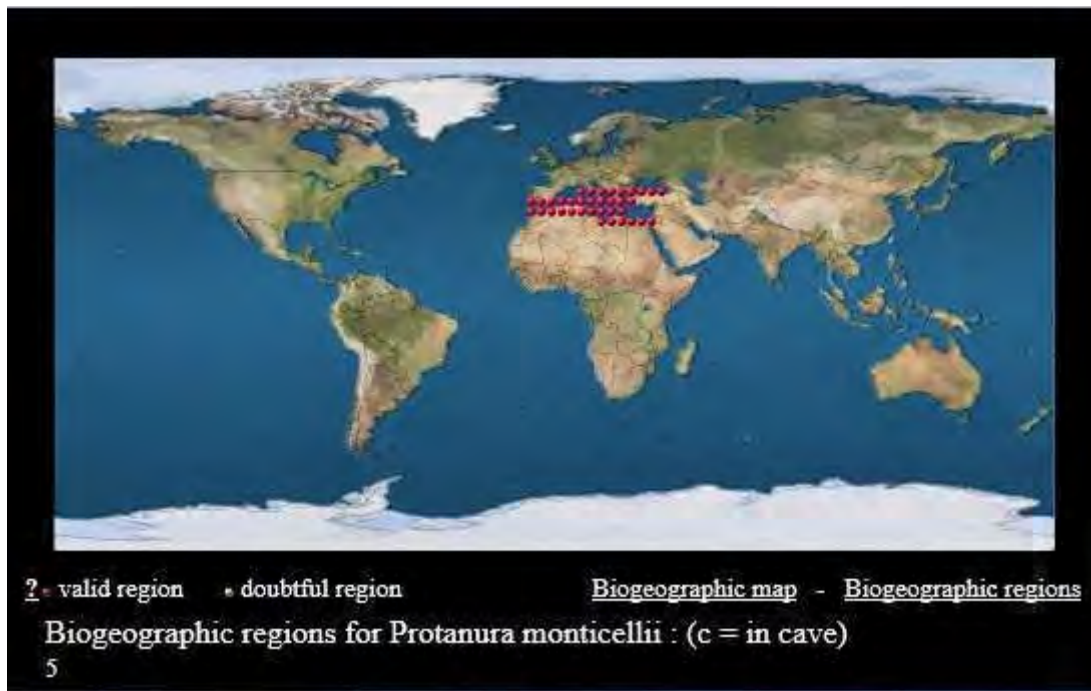 ? valid region doubtful region Biogeographic map - Biogeographic regions
Biogeographic regions for Protanura monticellii : (c = in cave)
5